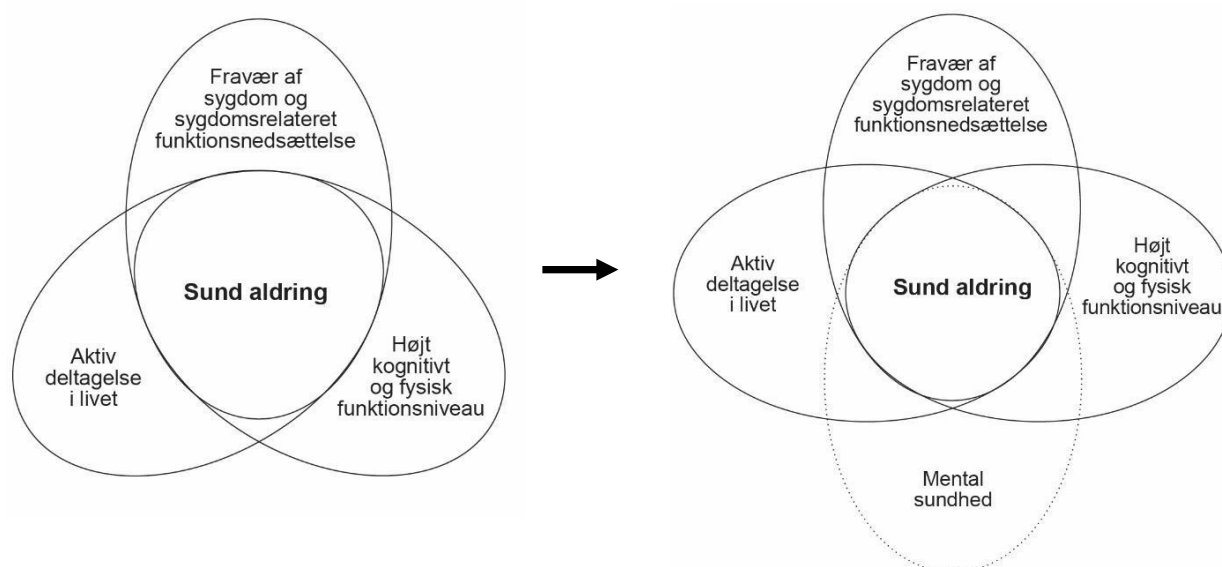 Fravær af
sygdom og
sygdomsrelateret
funktionsnedsættelse
Sund aldring
Aktiv
deltagelse
i livet
Højt
kognitivt
og fysisk
funktionsniveau
Fravær af
sygdom og
sygdomsrelateret
funktionsnedsættelse
Aktiv
deltagelse
i livet
Sund aldring
Højt
kognitivt
og fysisk
funktionsniveau
Mental
sundhed